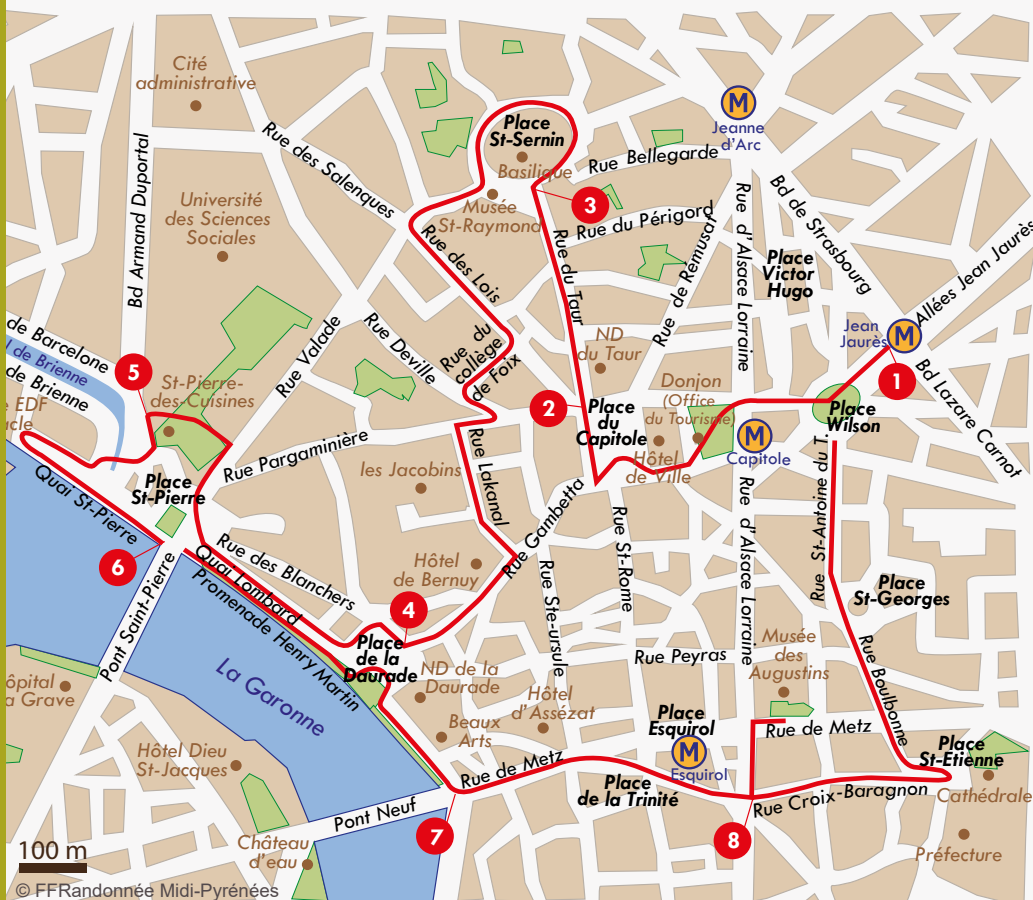 Cité
administrative
Place
St-Sernin
Basilique
M
Jeanne
d'Arc
Rue des Salenques
Rue Bellegarde
Bd Armand Duportal
Université
des Sciences
Sociales
Musée
St-Raymond
3
Rue du Périgord
Rue d'Alsace Lorraine
Bd de Strasbourg
Rue des Lois
Rue du Taur
Rue de Rémusat
Place
Victor
Hugo
Allées Jean Jaurès
M
Jean
Jaurès
1
Bd Lazare Carnot
de Barcelone
l de Brienne
de Brienne
5
Rue Valade
Rue Deville
Rue du
collège
de Foix
ND
du Taur
St-Pierre-
des-Cuisines
2
Place
du
Capitole
Donjon
(Office
du Tourisme)
Hôtel
de Ville
Place
Wilson
M
Capitole
e EDF
acle
Rue Pargaminière
les Jacobins
Rue Lakanal
Quai St-Pierre
Place
St-Pierre
Rue Gambetta
Rue St-Rome
Rue d'Alsace Lorraine
Rue St-Antoine du T.
6
Pont Saint-Pierre
Quai Lombard
Rue des Blanchers
Promenade Henry Martin
Hôtel
de Bernuy
4
Rue Ste-ursule
Place
St-Georges
Place
de la
Daurade
ND de la
Daurade
Rue Peyras
Musée
des
Augustins
Rue Boulbonne
ôpital
a Grave
La Garonne
Beaux
Arts
Hôtel
d'Assézat
Place
Esquirol
M
Esquirol
Rue de Metz
Place
St-Etienne
Hôtel Dieu
St-Jacques
Rue de Metz
Place
de la Trinité
Rue Croix-Baragnon
Cathédrale
Pont Neuf
7
8
Château
d'eau
Préfecture
100 m
© FFRandonnée Midi-Pyrénées